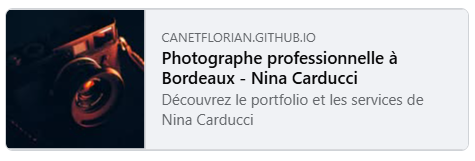 CANETFLORIAN.GITHUB.IO
Photographe professionnelle à
Bordeaux - Nina Carducci
Découvrez le portfolio et les services de
Nina Carducci